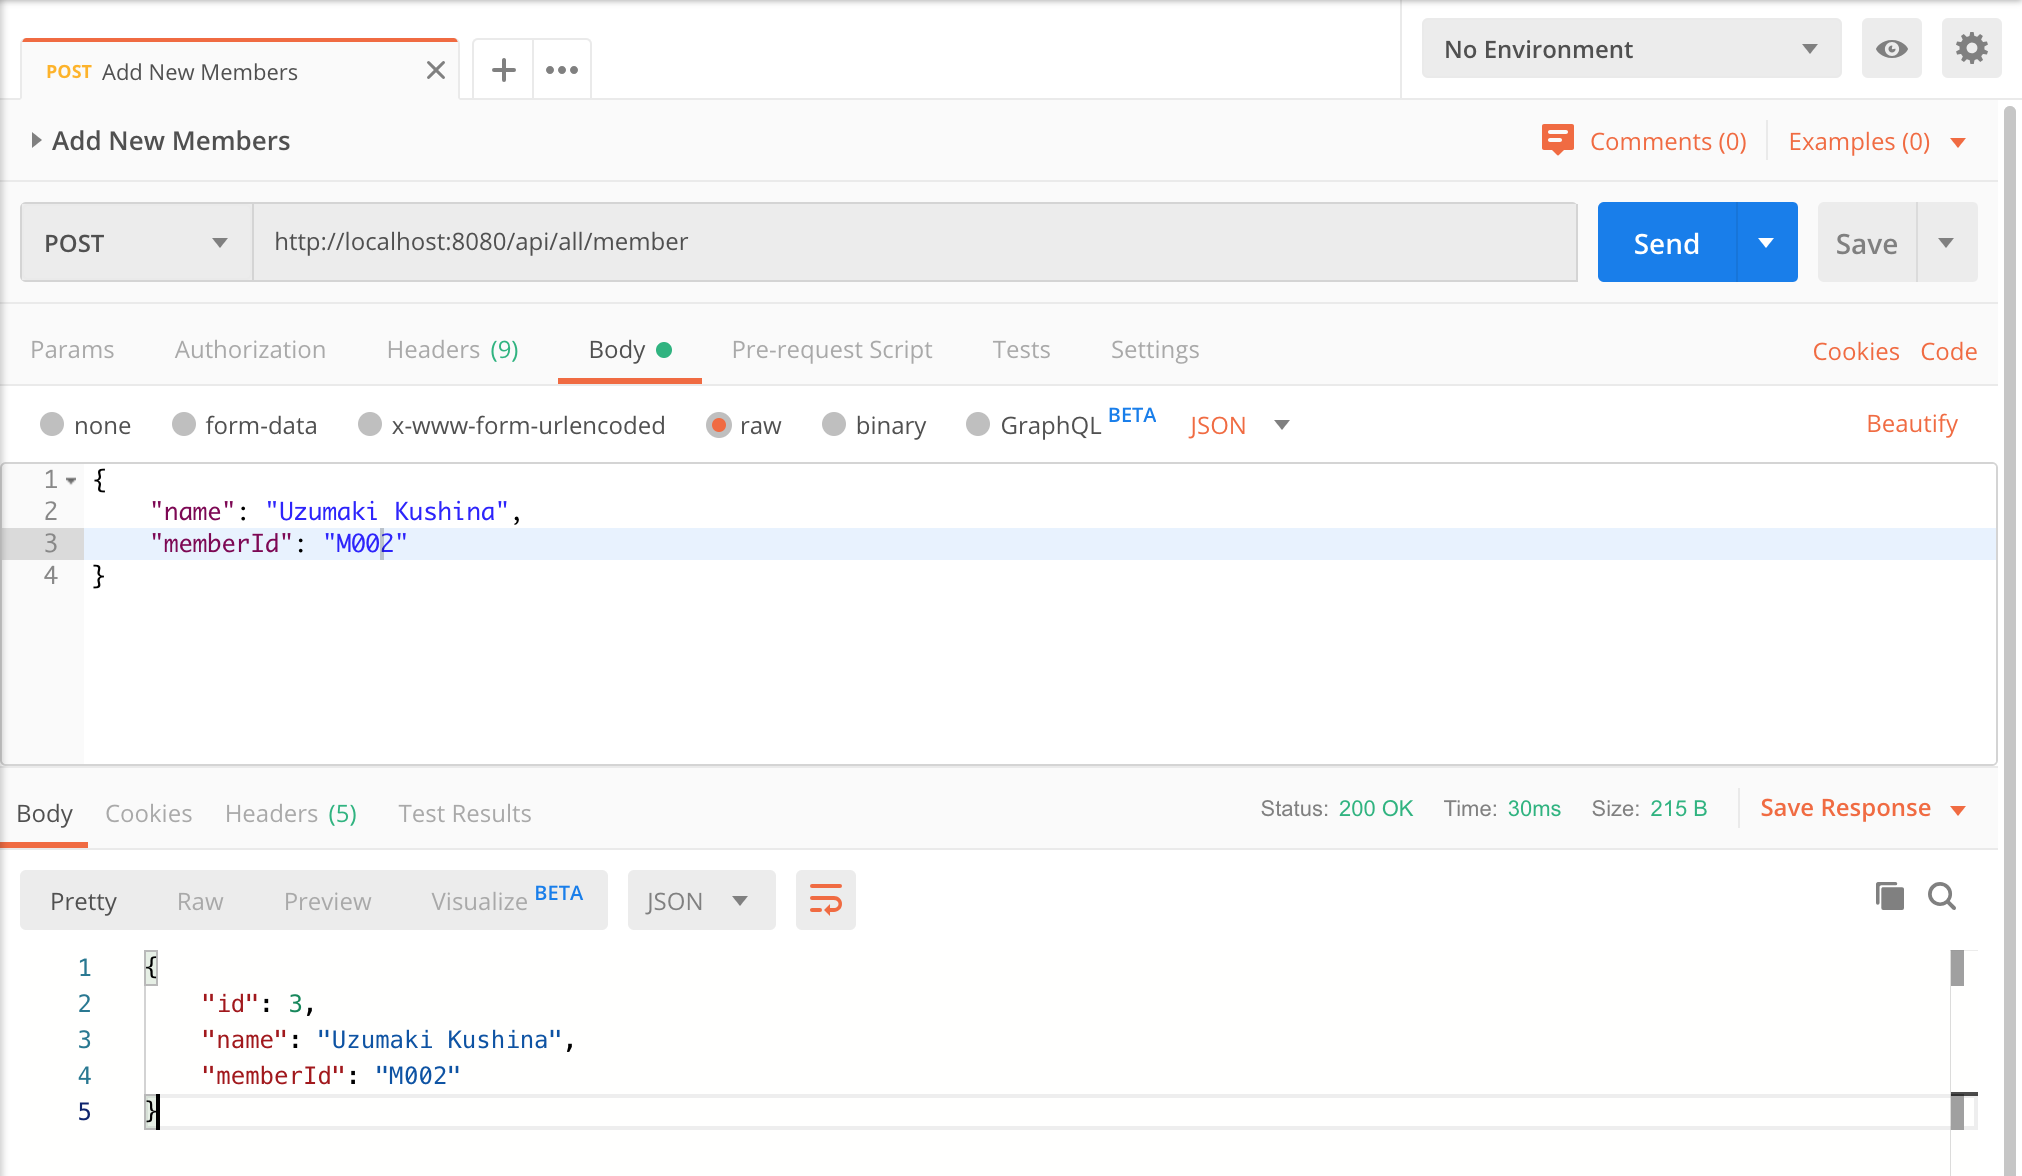 POST Add New Members
No Environment
Add New Members
Comments (0) Examples (0)
POST http://localhost:8080/api/all/member Send Save
Params Authorization Headers (9) Body Pre-request Script Tests Settings Cookies Code
none form-data x-www-form-urlencoded raw binary GraphQL BETA JSON Beautify
1 {
2 "name": "Uzumaki Kushina",
3 "memberId": "M002"
4 }
Body Cookies Headers (5) Test Results Status: 200 OK Time: 30ms Size: 215 B Save Response
Pretty Raw Preview Visualize BETA JSON
1 {
2 "id": 3,
3 "name": "Uzumaki Kushina",
4 "memberId": "M002"
5 }